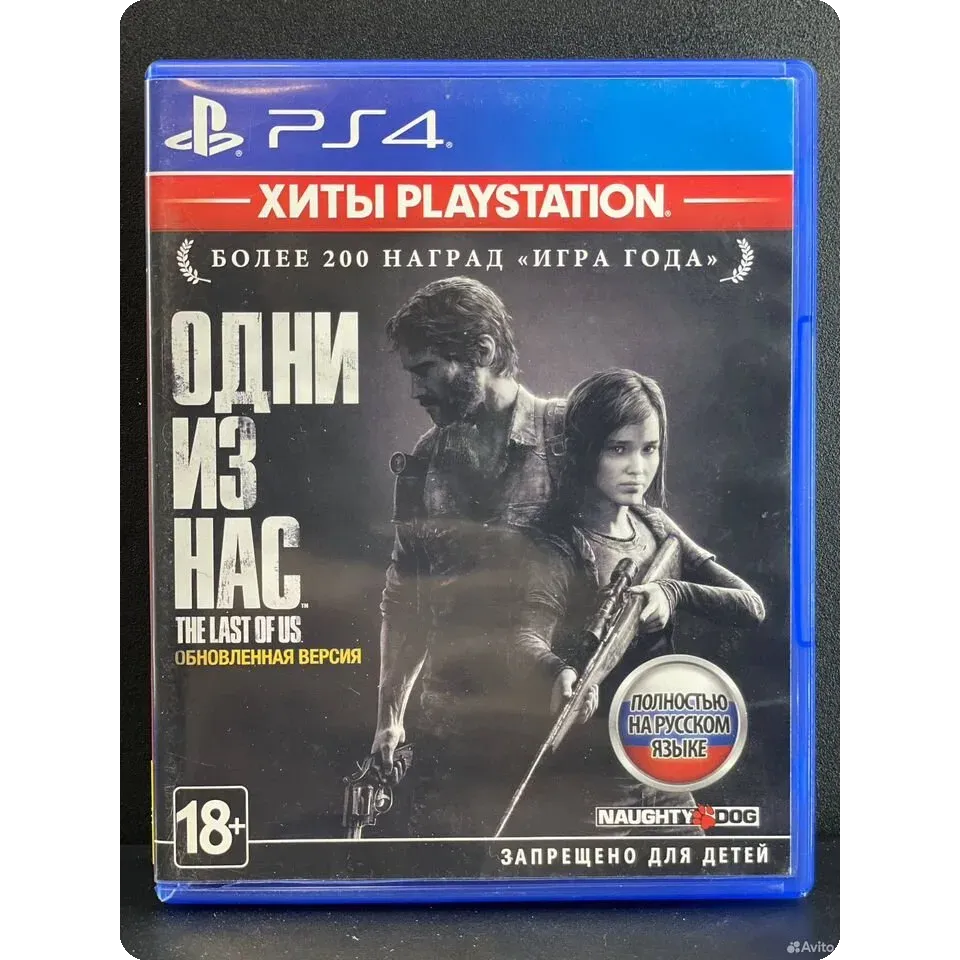 PS4
ХИТЫ PLAYSTATION
БОЛЕЕ 200 НАГРАД «ИГРА ГОДА»
ОДНИ
ИЗ
НАС
THE LAST OF US
ОБНОВЛЕННАЯ ВЕРСИЯ
ПОЛНОСТЬЮ
НА РУССКОМ
ЯЗЫКЕ
NAUGHTY DOG
18+
ЗАПРЕЩЕНО ДЛЯ ДЕТЕЙ
Avito